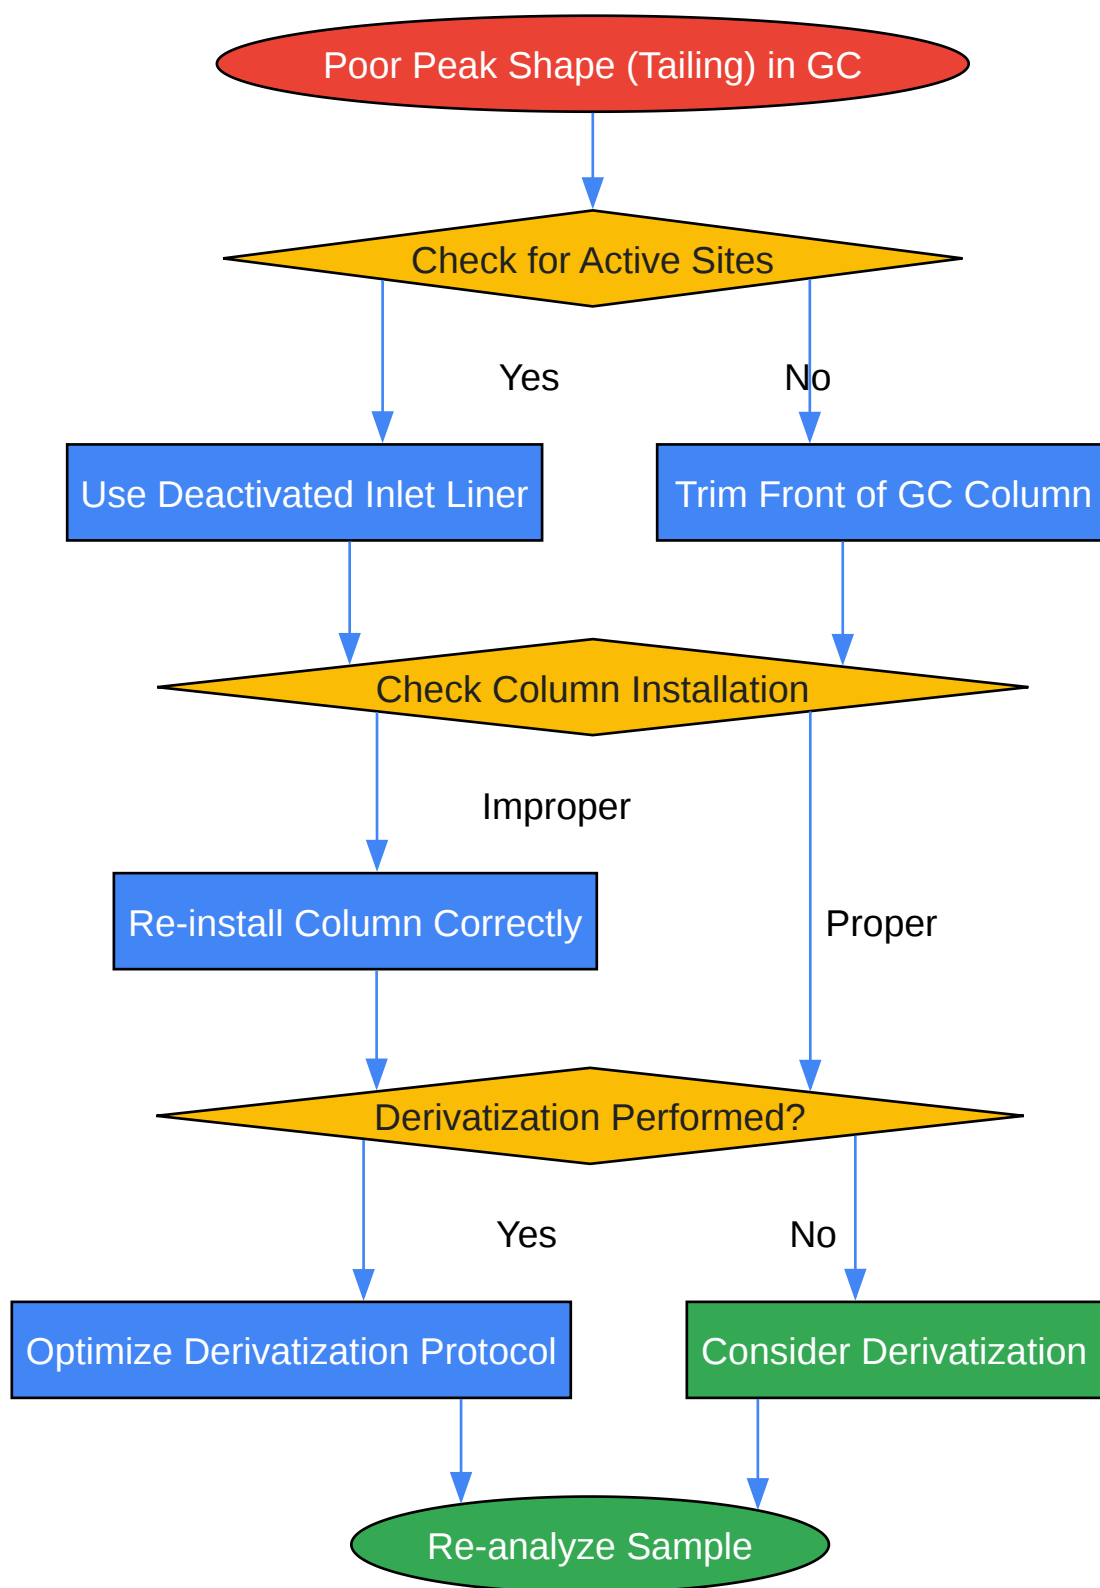 Poor Peak Shape (Tailing) in GC
Check for Active Sites
Yes
No
Use Deactivated Inlet Liner
Trim Front of GC Column
Check Column Installation
Improper
Re-install Column Correctly
Proper
Derivatization Performed?
Yes
No
Optimize Derivatization Protocol
Consider Derivatization
Re-analyze Sample